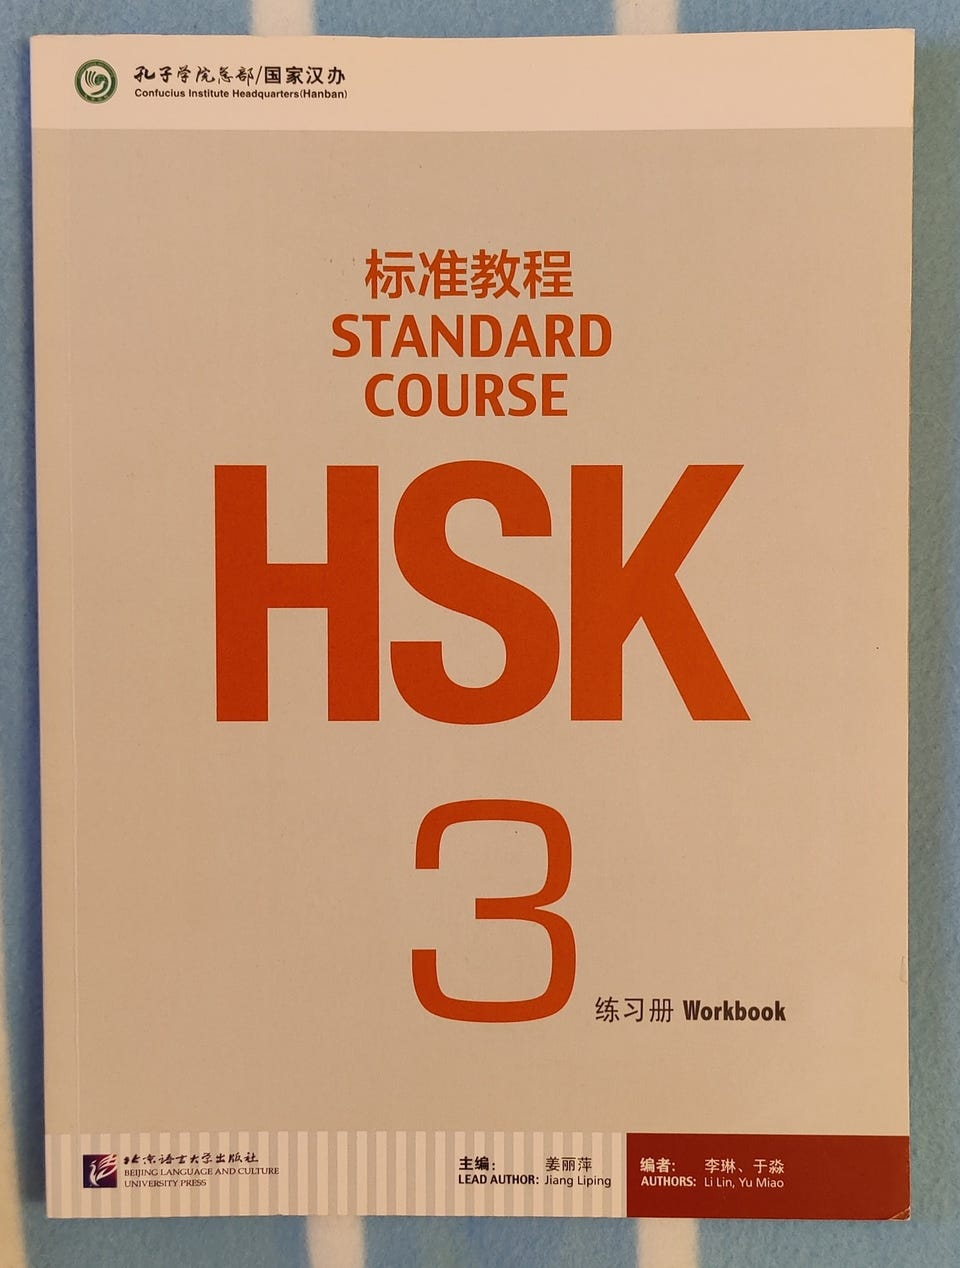 孔子学院总部/国家汉办
Confucius Institute Headquarters(Hanban)
标准教程
STANDARD
COURSE
HSK
3
练习册 Workbook
北京语言大学出版社
BEIJING LANGUAGE AND CULTURE
UNIVERSITY PRESS
主编： 姜丽萍
LEAD AUTHOR: Jiang Liping
编者： 李琳、于淼
AUTHORS: Li Lin, Yu Miao